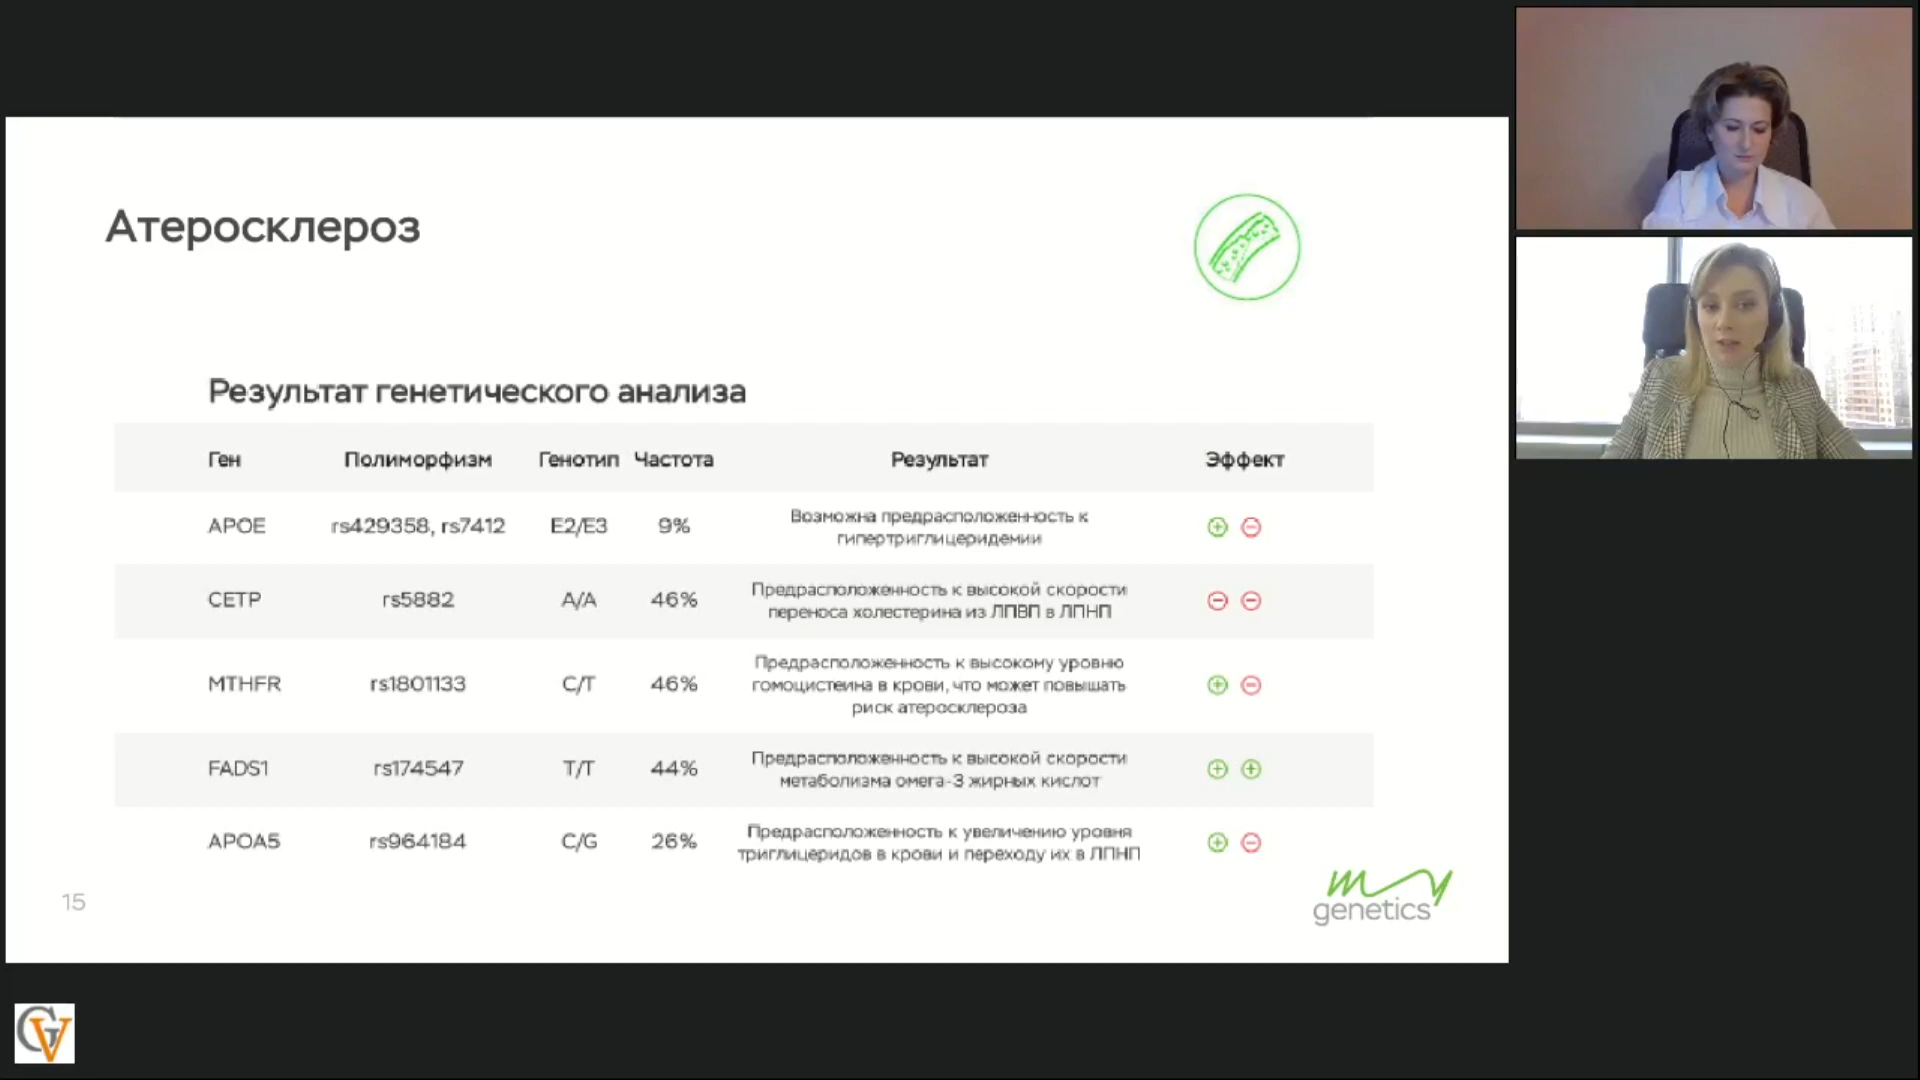 Атеросклероз
Результат генетического анализа
Ген Полиморфизм Генотип Частота Результат Эффект
APOE rs429358, rs7412 E2/E3 9% Возможна предрасположенность к
гипертриглицеридемии
CETP rs5882 A/A 46% Предрасположенность к высокой скорости
переноса холестерина из ЛПВП в ЛПНП
MTHFR rs1801133 C/T 46% Предрасположенность к высокому уровню
гомоцистеина в крови, что может повышать
риск атеросклероза
FADS1 rs174547 T/T 44% Предрасположенность к высокой скорости
метаболизма омега-3 жирных кислот
APOA5 rs964184 C/G 26% Предрасположенность к увеличению уровня
триглицеридов в крови и переходу их в ЛПНП
15
my
genetics
GV